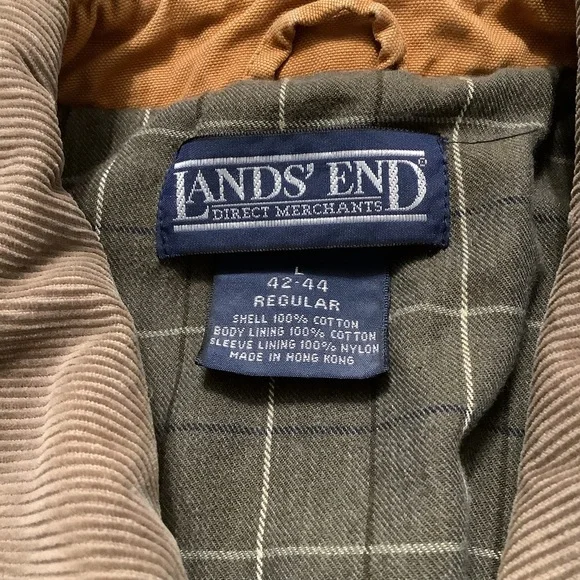 LANDS' END®
DIRECT MERCHANTS
L
42-44
REGULAR
SHELL 100% COTTON
BODY LINING 100% COTTON
SLEEVE LINING 100% NYLON
MADE IN HONG KONG